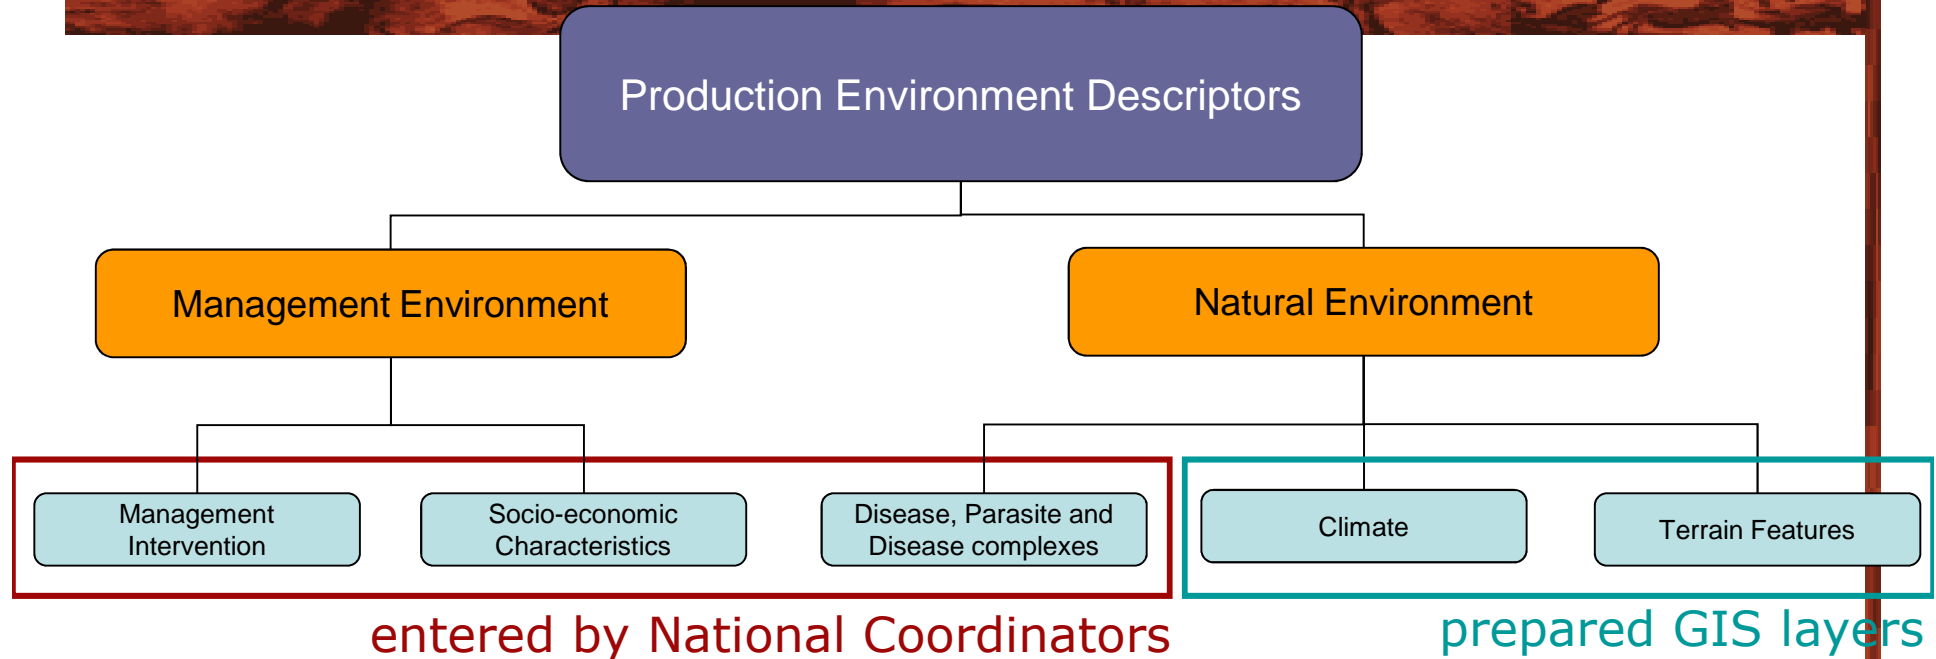 Production Environment Descriptors
Management Environment
Natural Environment
Management
Intervention
Socio-economic
Characteristics
Disease, Parasite and
Disease complexes
Climate
Terrain Features
entered by National Coordinators
prepared GIS layers